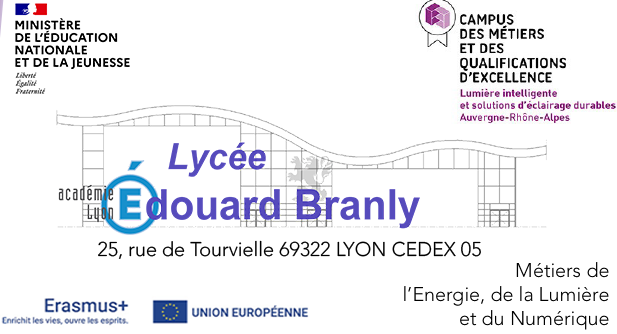 MINISTÈRE
DE L'ÉDUCATION
NATIONALE
ET DE LA JEUNESSE
Liberté
Égalité
Fraternité
CAMPUS
DES MÉTIERS
ET DES
QUALIFICATIONS
D'EXCELLENCE
Lumière intelligente
et solutions d'éclairage durables
Auvergne-Rhône-Alpes
Lycée
académie
Lyon
Édouard Branly
25, rue de Tourvielle 69322 LYON CEDEX 05
Métiers de
l'Energie, de la Lumière
et du Numérique
Erasmus+
Enrichit les vies, ouvre les esprits.
UNION EUROPÉENNE